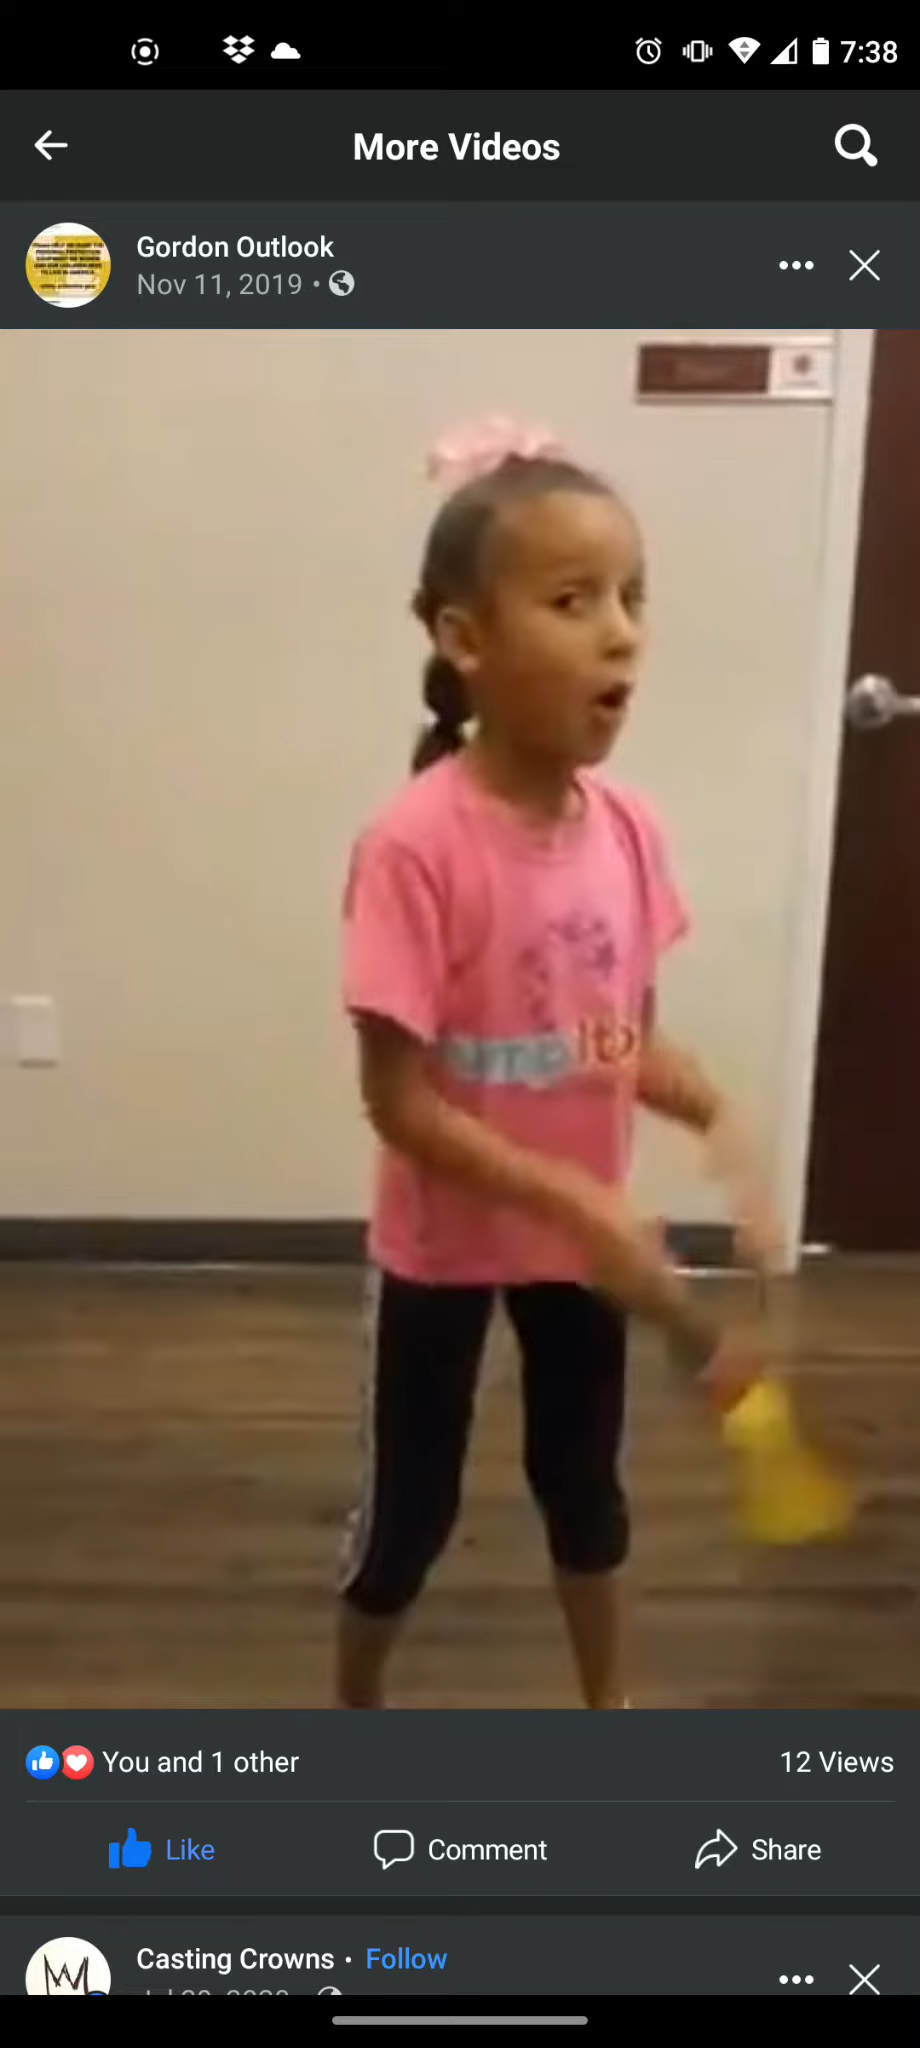 7:38
More Videos
Gordon Outlook
Nov 11, 2019 •
You and 1 other
12 Views
Like
Comment
Share
Casting Crowns • Follow